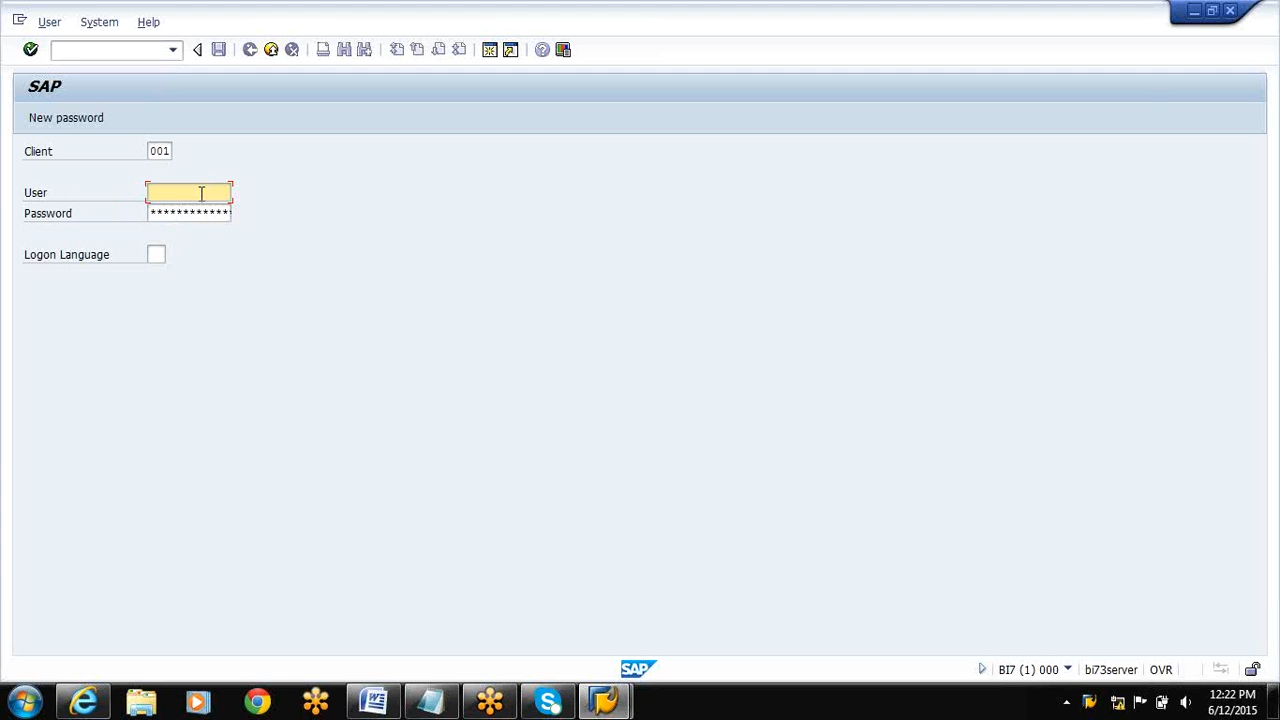 User System Help
SAP
New password
Client 001
User
Password ************
Logon Language
SAP
BI7 (1) 000 bi73server OVR
12:22 PM
6/12/2015